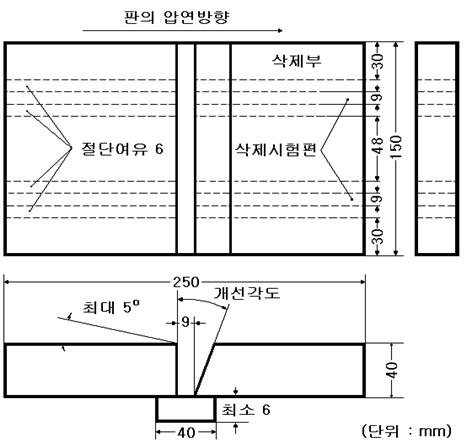 판의 압연방향
삭제부
30
9
절단여유 6
삭제시험편
48
150
9
30
250
최대 5°
개선각도
9
40
최소 6
40
(단위 : mm)